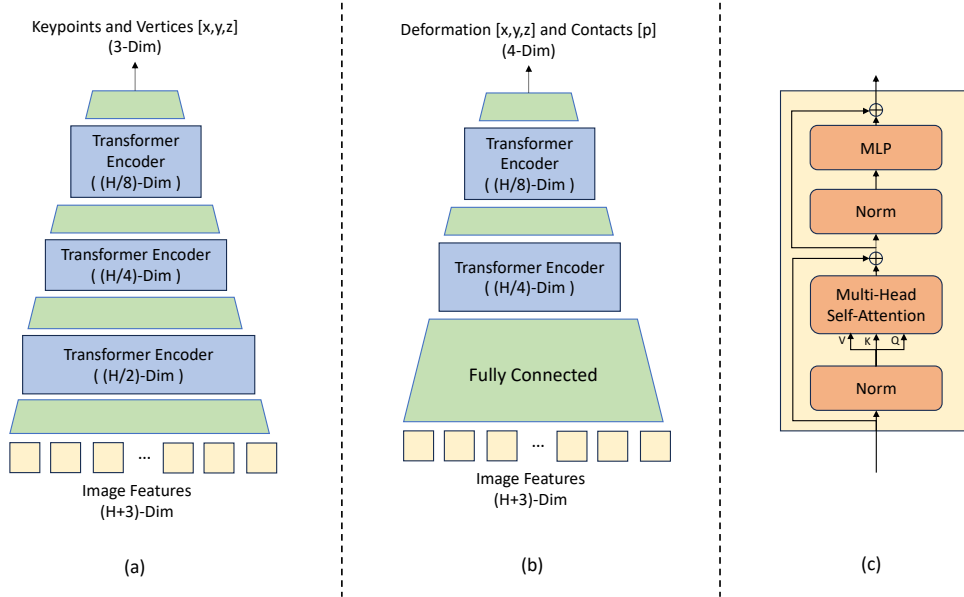 Keypoints and Vertices [x,y,z]
(3-Dim)
Transformer
Encoder
( (H/8)-Dim )
Transformer Encoder
( (H/4)-Dim )
Transformer Encoder
( (H/2)-Dim )
...
Image Features
(H+3)-Dim
(a)
Deformation [x,y,z] and Contacts [p]
(4-Dim)
Transformer
Encoder
( (H/8)-Dim )
Transformer Encoder
( (H/4)-Dim )
Fully Connected
...
Image Features
(H+3)-Dim
(b)
MLP
Norm
Multi-Head
Self-Attention
V K Q
Norm
(c)